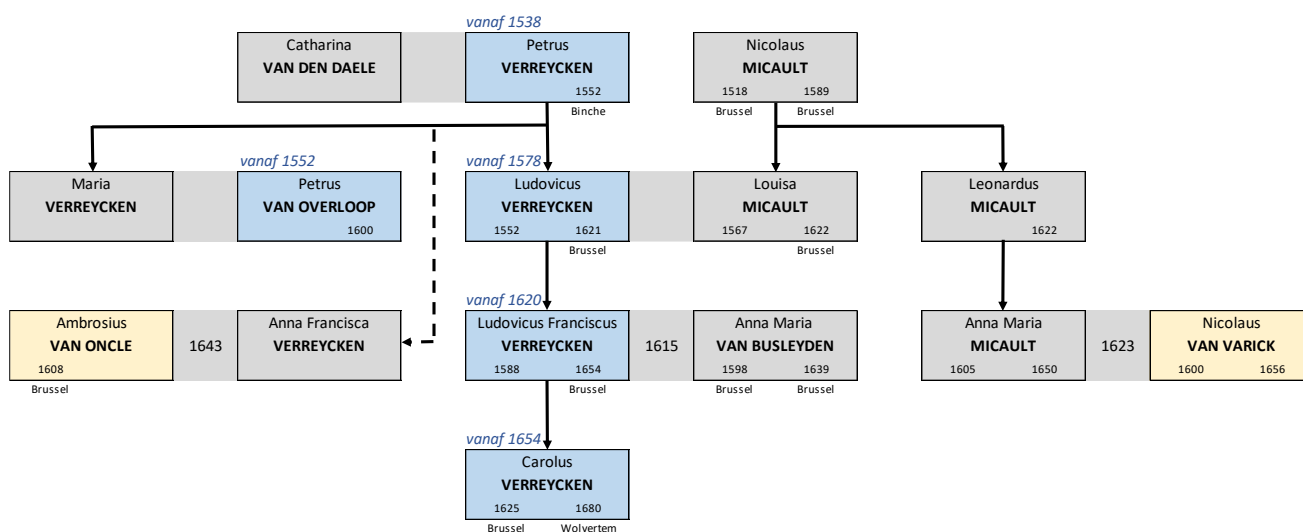 vanaf 1538
Catharina
VAN DEN DAELE
Petrus
VERREYCKEN
1552
Binche
Nicolaus
MICAULT
1518 1589
Brussel Brussel
Maria
VERREYCKEN
vanaf 1552
Petrus
VAN OVERLOOP
1600
vanaf 1578
Ludovicus
VERREYCKEN
1552 1621
Brussel
Louisa
MICAULT
1567 1622
Brussel
Leonardus
MICAULT
1622
Ambrosius
VAN ONCLE
1608
Brussel
1643
Anna Francisca
VERREYCKEN
vanaf 1620
Ludovicus Franciscus
VERREYCKEN
1588 1654
Brussel
1615
Anna Maria
VAN BUSLEYDEN
1598 1639
Brussel Brussel
Anna Maria
MICAULT
1605 1650
1623
Nicolaus
VAN VARICK
1600 1656
vanaf 1654
Carolus
VERREYCKEN
1625 1680
Brussel Wolvertem